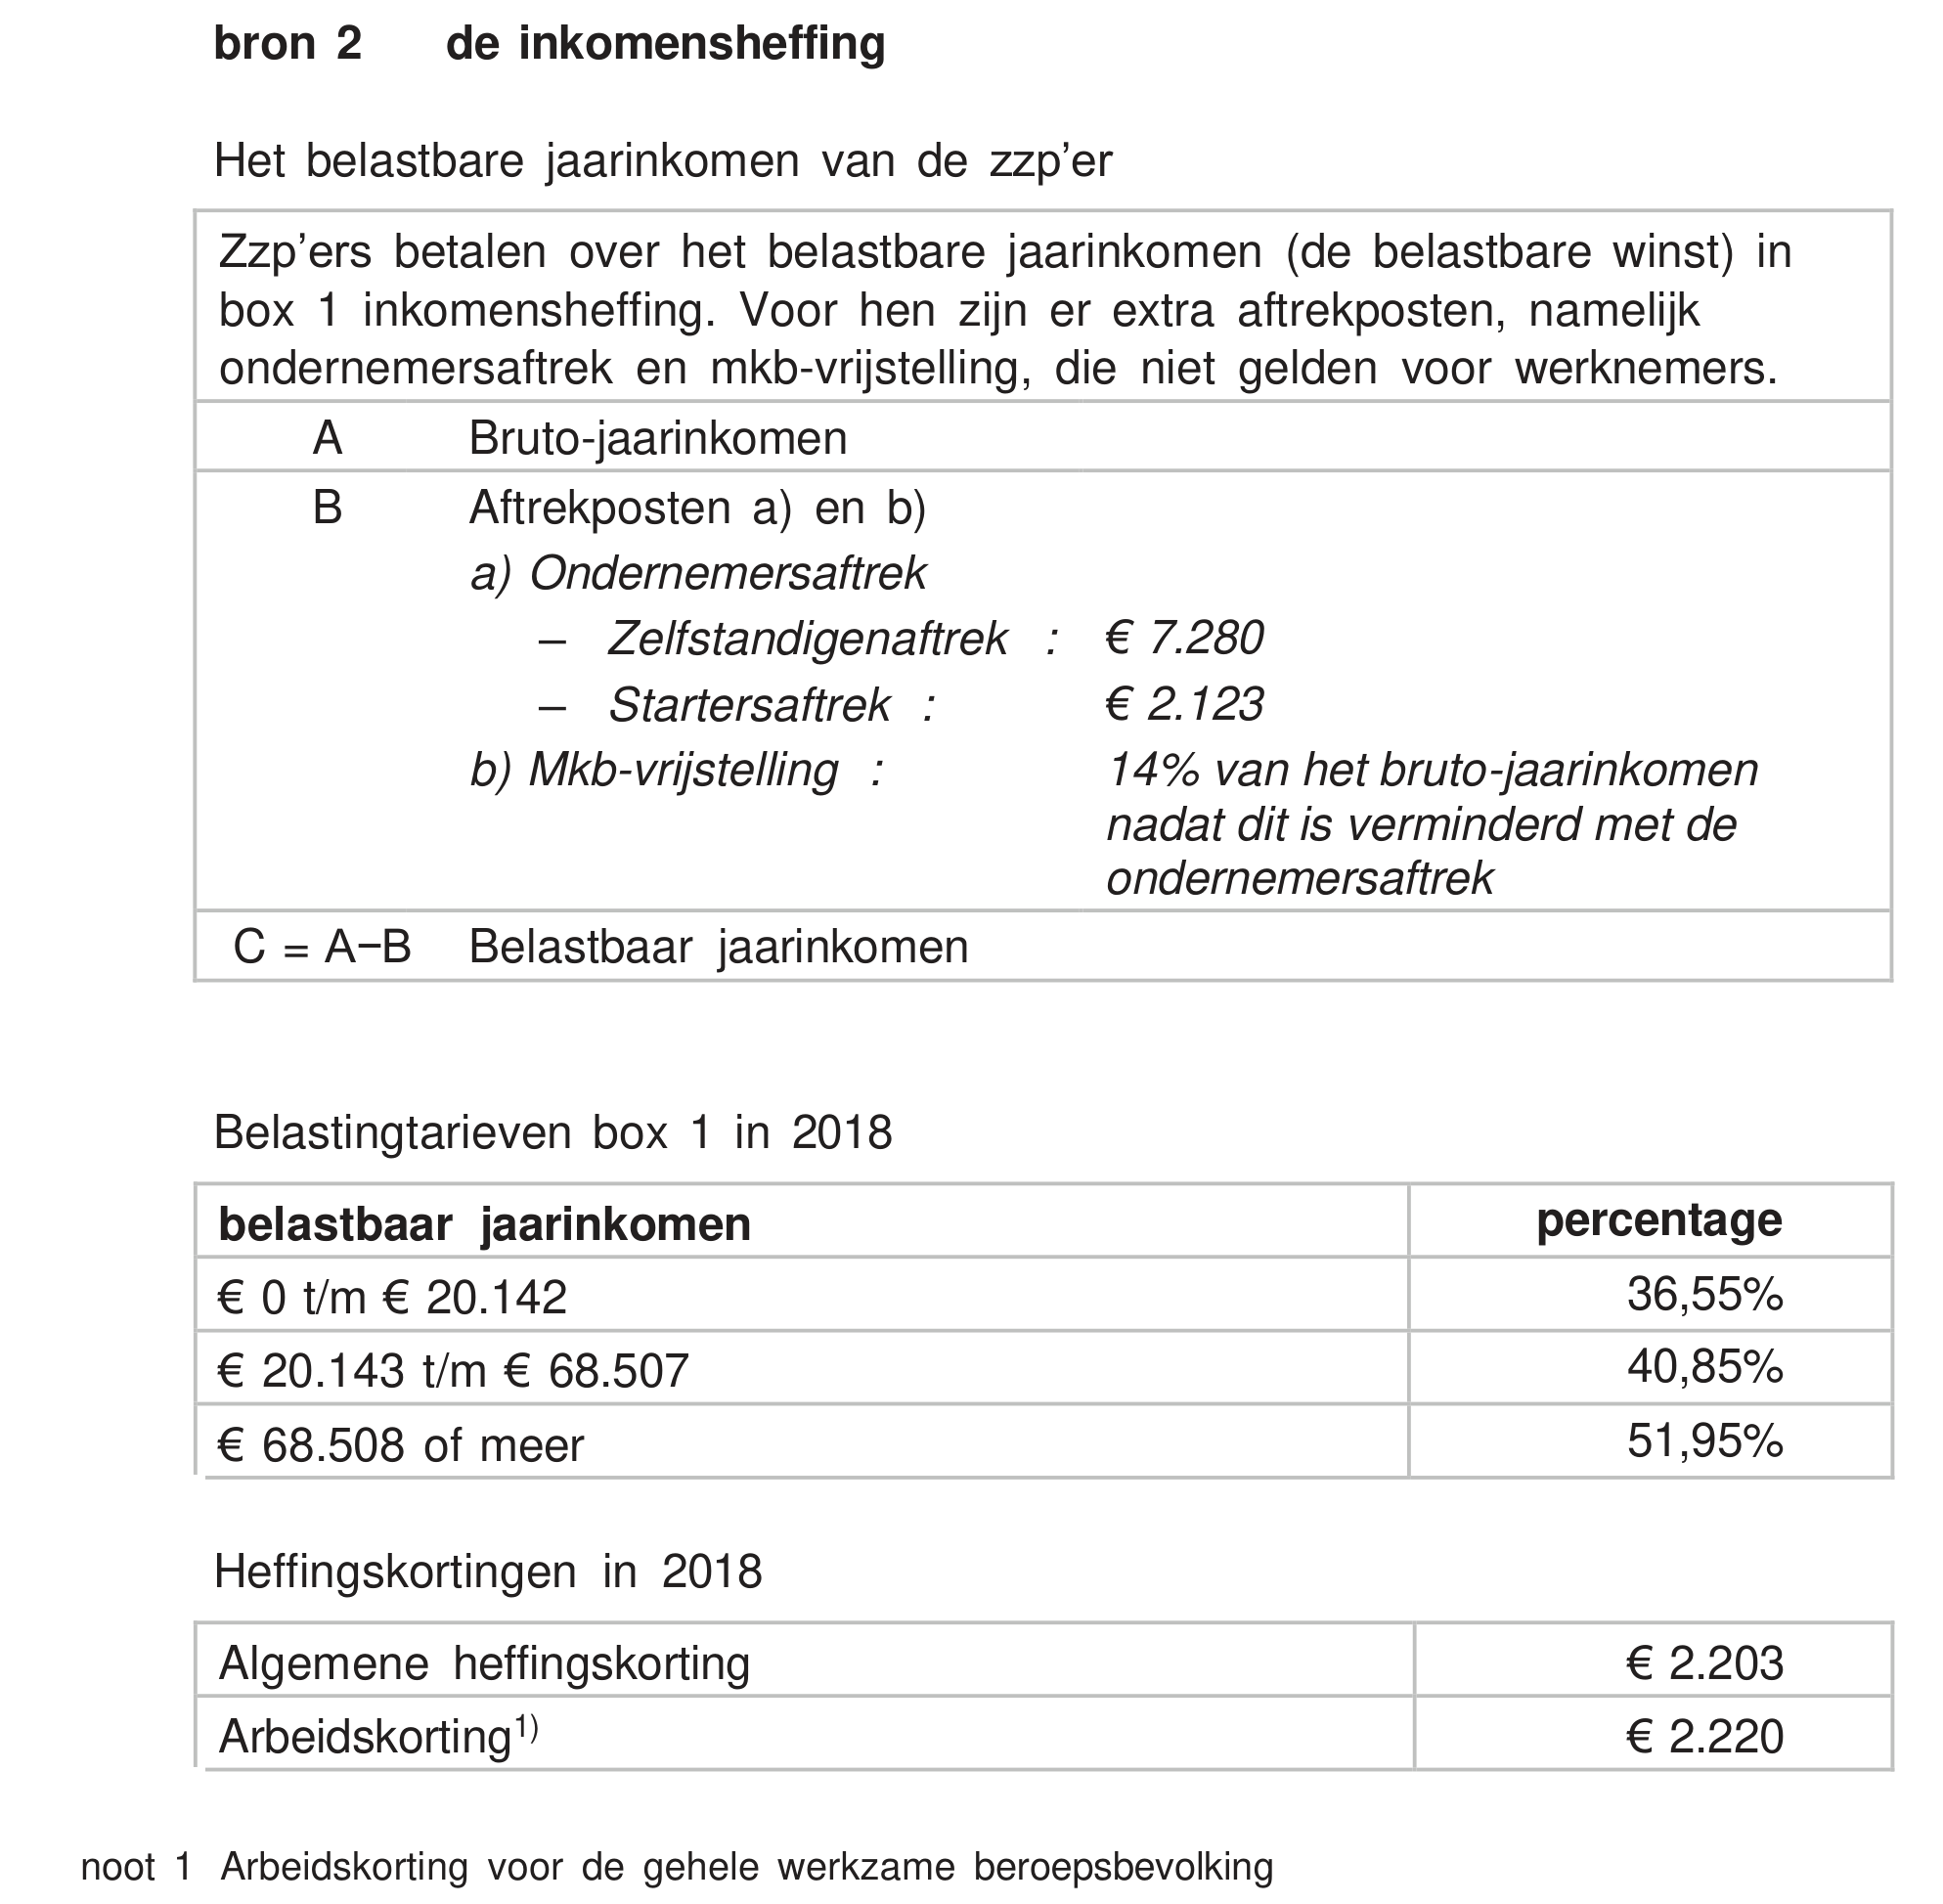 bron 2 de inkomensheffing
Het belastbare jaarinkomen van de zzp’er
Zzp’ers betalen over het belastbare jaarinkomen (de belastbare winst) in
box 1 inkomensheffing. Voor hen zijn er extra aftrekposten, namelijk
ondernemersaftrek en mkb-vrijstelling, die niet gelden voor werknemers.
A Bruto-jaarinkomen
B Aftrekposten a) en b)
a) Ondernemersaftrek
– Zelfstandigenaftrek : € 7.280
– Startersaftrek : € 2.123
b) Mkb-vrijstelling : 14% van het bruto-jaarinkomen
nadat dit is verminderd met de
ondernemersaftrek
C = A−B Belastbaar jaarinkomen
Belastingtarieven box 1 in 2018
belastbaar jaarinkomen percentage
€ 0 t/m € 20.142 36,55%
€ 20.143 t/m € 68.507 40,85%
€ 68.508 of meer 51,95%
Heffingskortingen in 2018
Algemene heffingskorting € 2.203
Arbeidskorting1) € 2.220
noot 1 Arbeidskorting voor de gehele werkzame beroepsbevolking